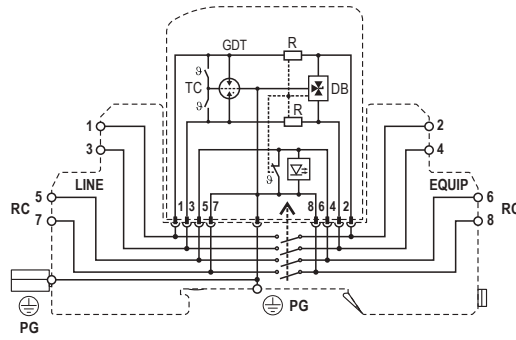 R
GDT
ϑ
TC
DB
ϑ
R
1
2
3
4
ϑ
LINE
EQUIP
5
6
RC
RC
1 3 5 7
8 6 4 2
7
8
PG
PG